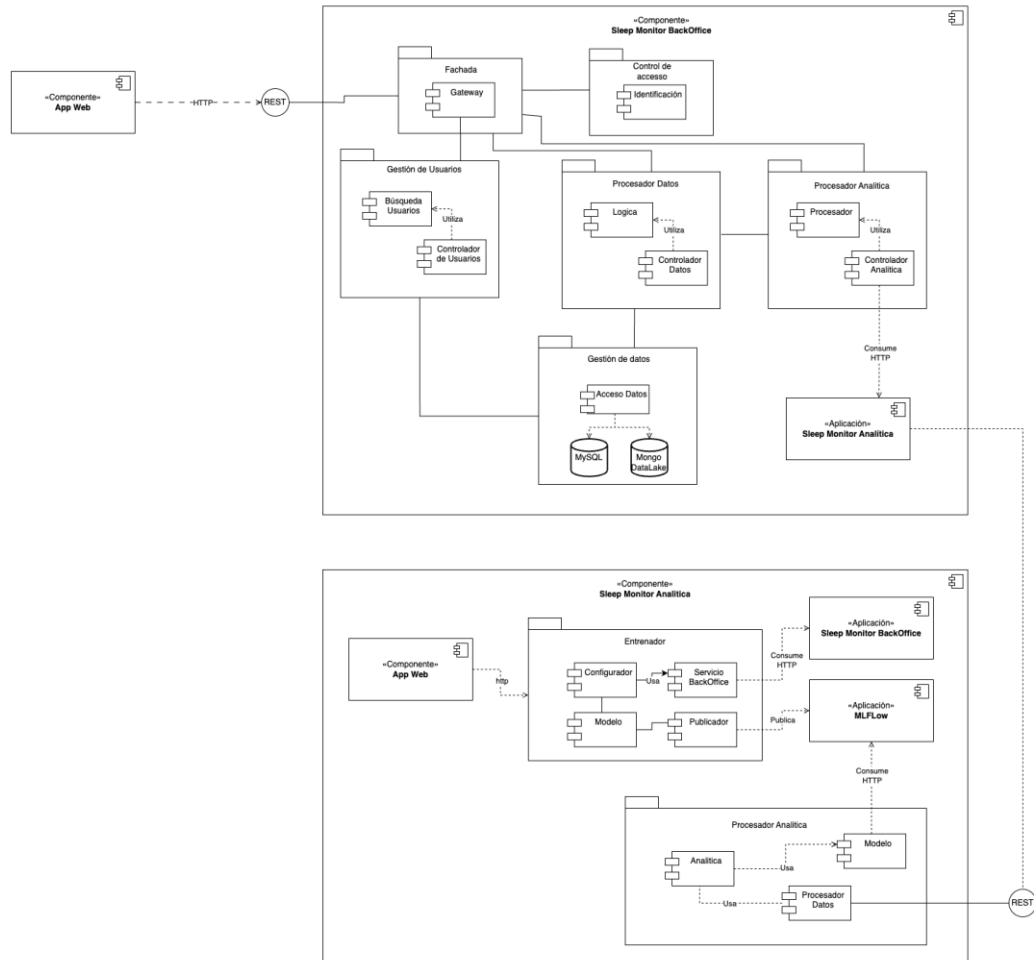 «Componente»
Sleep Monitor BackOffice
Fachada
Gateway
Control de
acceso
Identificación
«Componente»
App Web
HTTP
REST
Gestión de Usuarios
Búsqueda
Usuarios
Utiliza
Controlador
de Usuarios
Procesador Datos
Logica
Utiliza
Controlador
Datos
Procesador Analítica
Procesador
Utiliza
Controlador
Analítica
Consume
HTTP
Gestión de datos
Acceso Datos
MySQL
Mongo
DataLake
«Aplicación»
Sleep Monitor Analítica
«Componente»
Sleep Monitor Analitica
«Componente»
App Web
http
Entrenador
Configurador
Usa
Servicio
BackOffice
Modelo
Publicador
Consume
HTTP
Publica
«Aplicación»
Sleep Monitor BackOffice
«Aplicación»
MLFLow
Consume
HTTP
Procesador Analitica
Analitica
Usa
Modelo
Usa
Procesador
Datos
REST